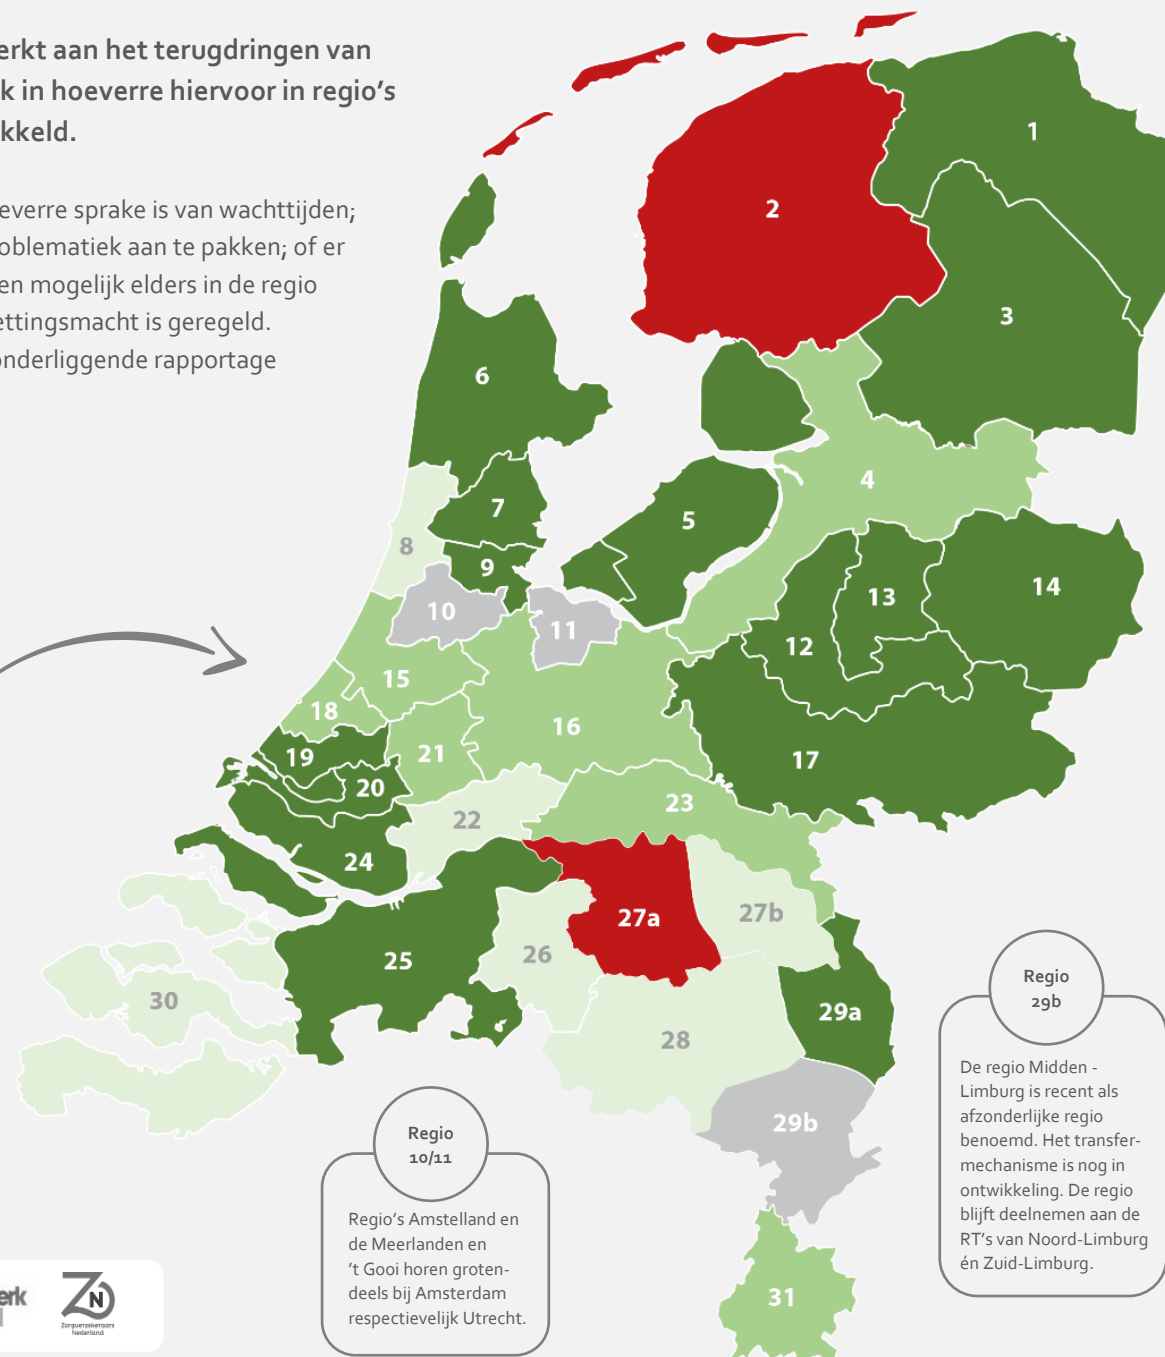 erkt aan het terugdringen van
k in hoeverre hiervoor in regio's
kkeld.
everre sprake is van wachttijden;
oblematiek aan te pakken; of er
en mogelijk elders in de regio
ettingsmacht is geregeld.
onderliggende rapportage
1
2
3
6
4
7
5
8
9
10
11
13
14
12
15
18
16
21
19
17
20
23
22
24
27a
27b
26
25
30
29a
28
29b
31
Regio
29b
De regio Midden -
Limburg is recent als
afzonderlijke regio
benoemd. Het transfer-
mechanisme is nog in
ontwikkeling. De regio
blijft deelnemen aan de
RT's van Noord-Limburg
én Zuid-Limburg.
Regio
10/11
Regio's Amstelland en
de Meerlanden en
't Gooi horen groten-
deels bij Amsterdam
respectievelijk Utrecht.
erk
ZN
Zorgverzekeraars
Nederland